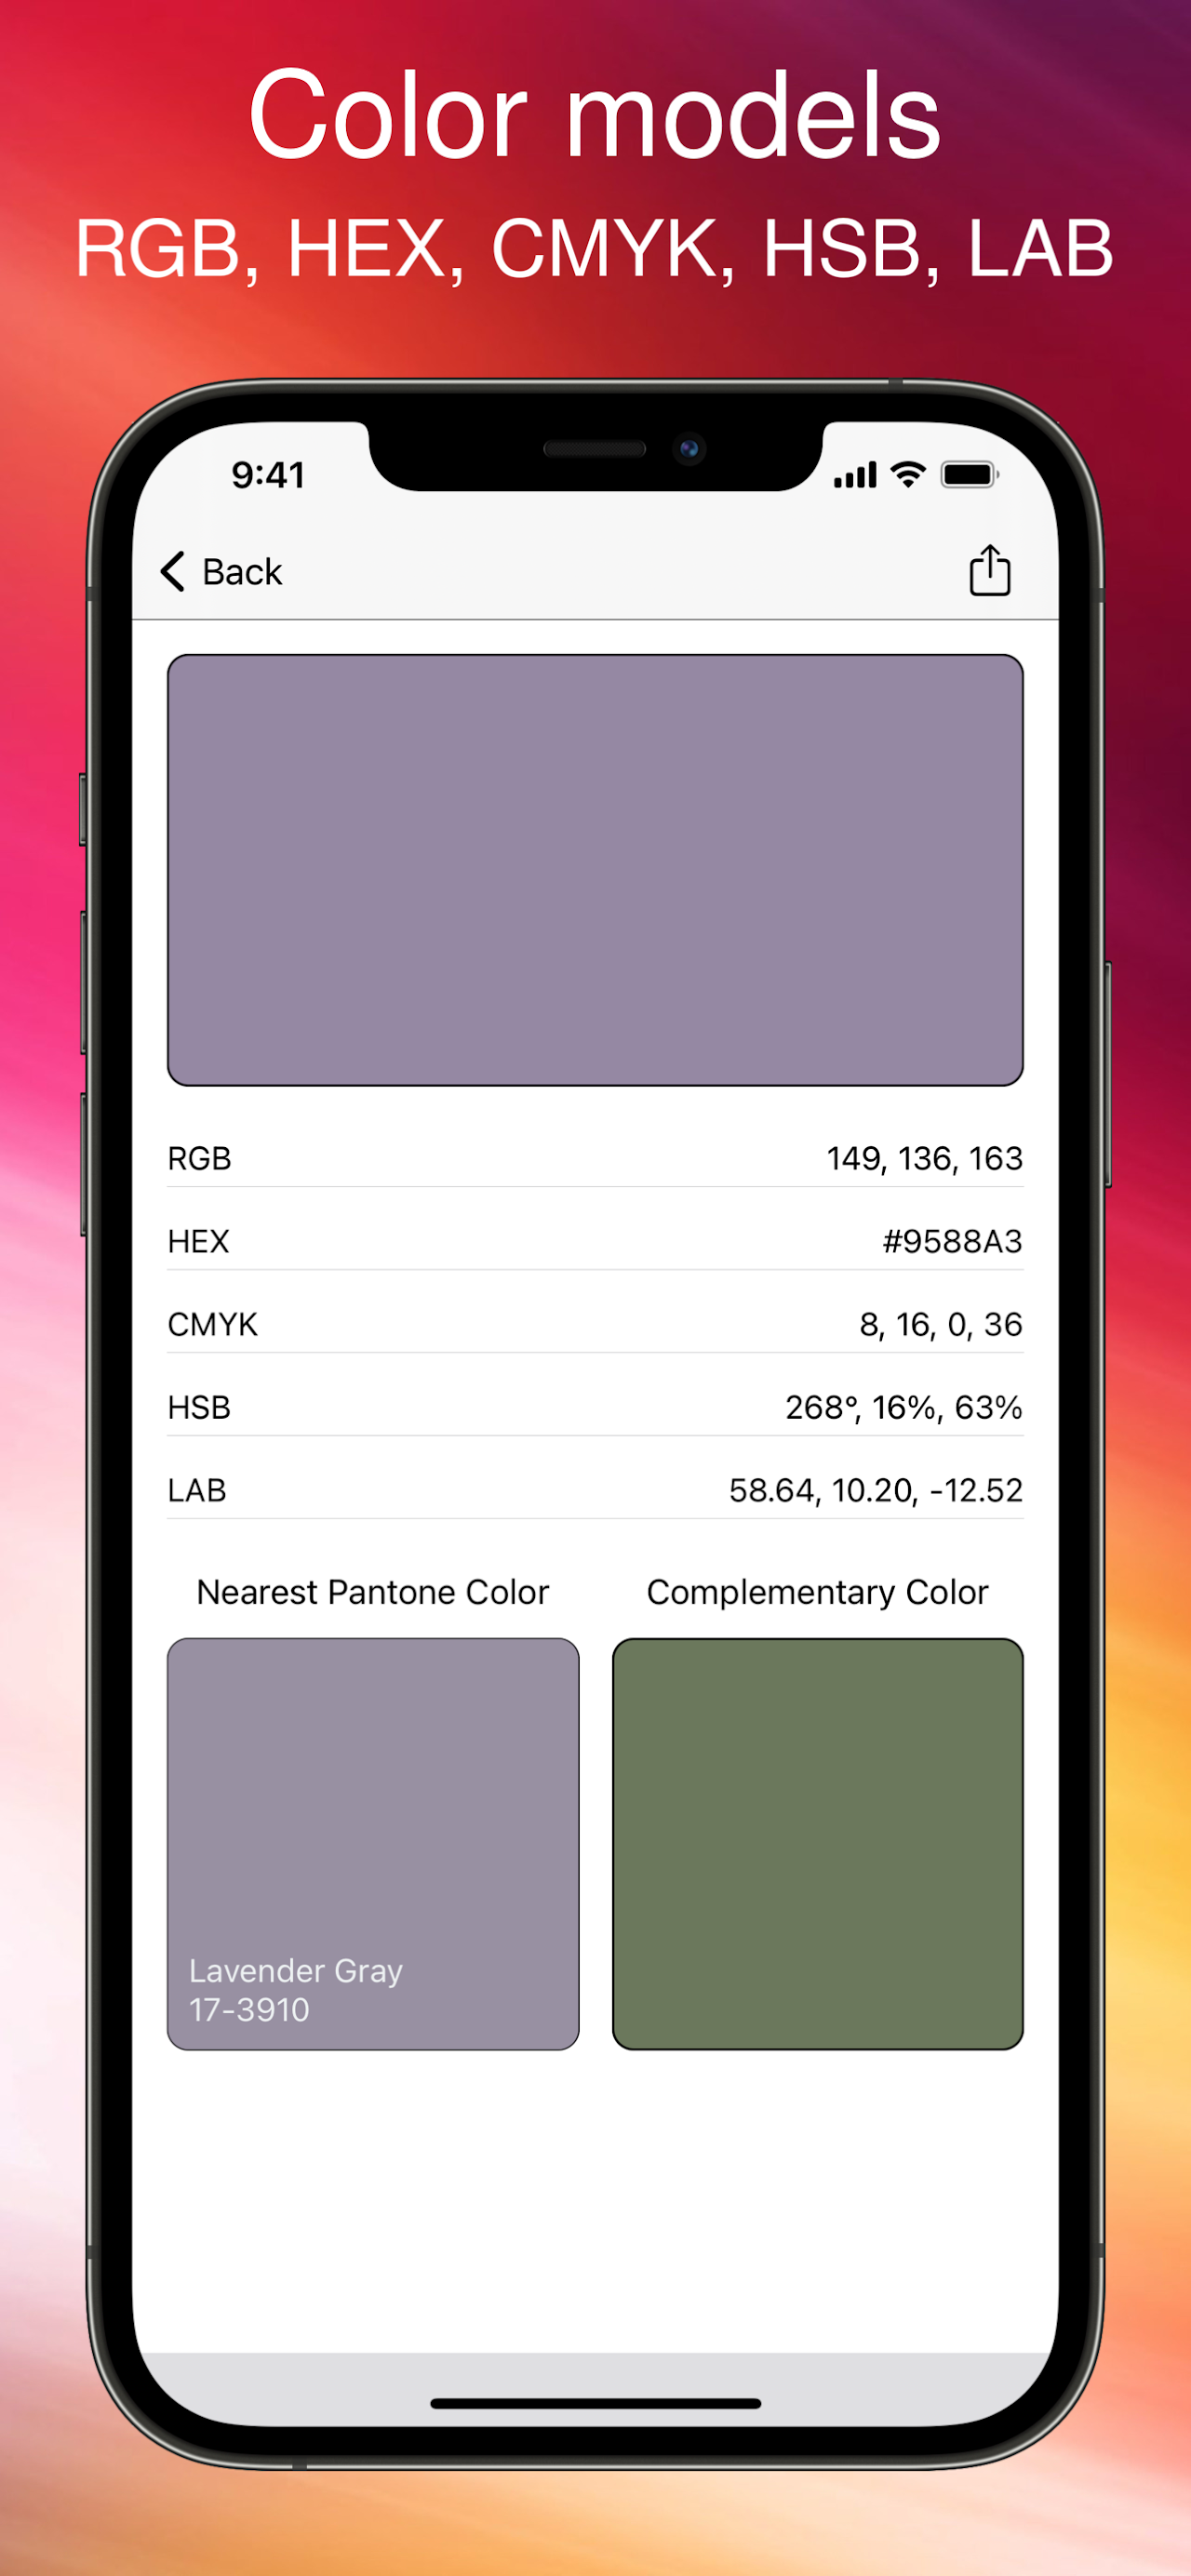 Color models
RGB, HEX, CMYK, HSB, LAB
9:41
Back
RGB 149, 136, 163
HEX #9588A3
CMYK 8, 16, 0, 36
HSB 268°, 16%, 63%
LAB 58.64, 10.20, -12.52
Nearest Pantone Color Complementary Color
Lavender Gray
17-3910